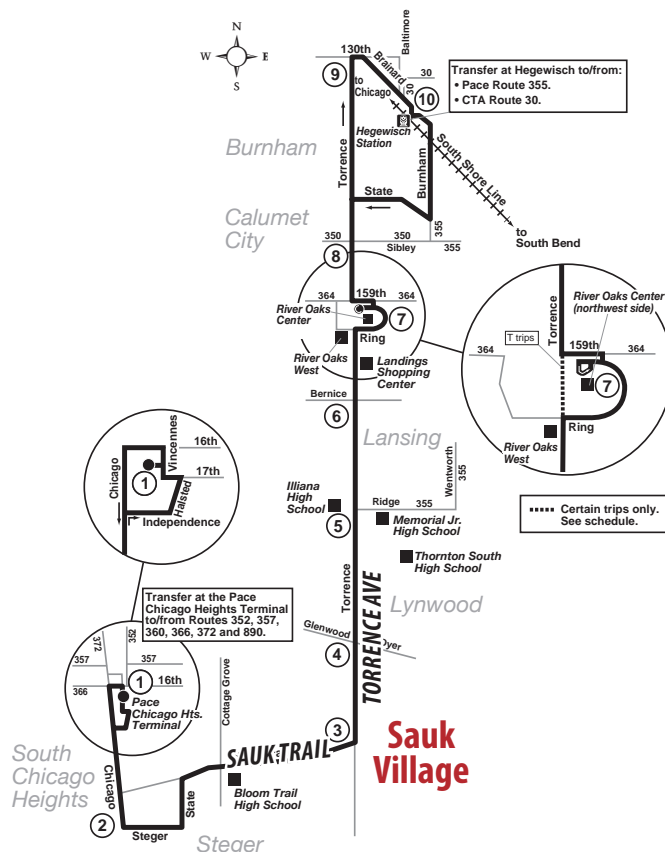 N
W
E
S
130th
Baltimore
Brainard
30
30
9
to
Chicago
10
Transfer at Hegewisch to/from:
• Pace Route 355.
• CTA Route 30.
Hegewisch
Station
South Shore Line
Burnham
Torrence
Burnham
State
Calumet
City
355
to
South Bend
350
350
355
Sibley
8
364
159th
364
River Oaks
Center
7
Ring
River Oaks
West
Landings
Shopping
Center
River Oaks Center
(northwest side)
Torrence
T trips
159th
364
364
7
Ring
River Oaks
West
Bernice
6
Lansing
Certain trips only.
See schedule.
Chicago
Vincennes
16th
1
17th
Halsted
Independence
Wentworth
355
Illiana
High
School
Ridge
355
5
Memorial Jr.
High School
Thornton South
High School
Torrence
TORRENCE AVE
Lynwood
Transfer at the Pace
Chicago Heights Terminal
to/from Routes 352, 357,
360, 366, 372 and 890.
Glenwood
Dyer
4
372
352
357
357
1
366
16th
Pace
Chicago Hts.
Terminal
Cottage Grove
3
SAUK TRAIL
Sauk
Village
South
Chicago
Heights
Chicago
State
Bloom Trail
High School
2
Steger
Steger